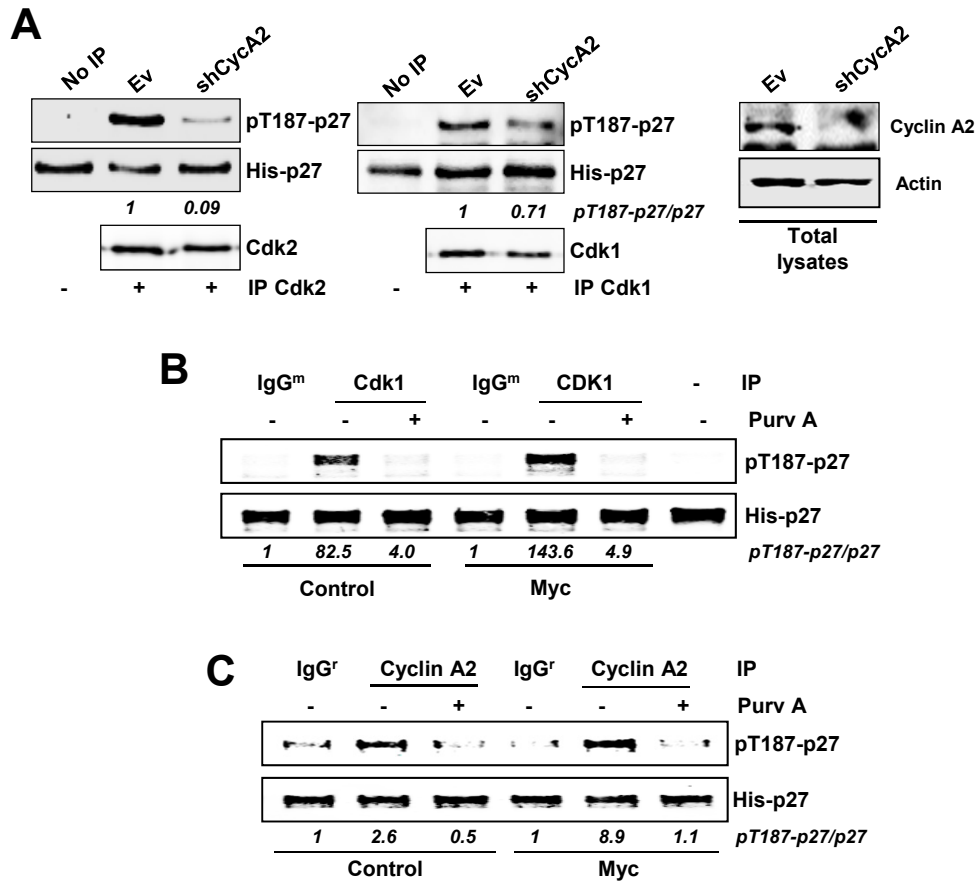 A
No IP Ev shCycA2
pT187-p27
His-p27
1 0.09
Cdk2
- + + IP Cdk2
No IP Ev shCycA2
pT187-p27
His-p27
1 0.71 pT187-p27/p27
Cdk1
- + + IP Cdk1
Ev shCycA2
Cyclin A2
Actin
Total
lysates
B
IgGᵐ Cdk1 IgGᵐ CDK1 - IP
- - + - - + - Purv A
pT187-p27
His-p27
1 82.5 4.0 1 143.6 4.9 pT187-p27/p27
Control Myc
C
IgGʳ Cyclin A2 IgGʳ Cyclin A2 IP
- - + - - + Purv A
pT187-p27
His-p27
1 2.6 0.5 1 8.9 1.1 pT187-p27/p27
Control Myc